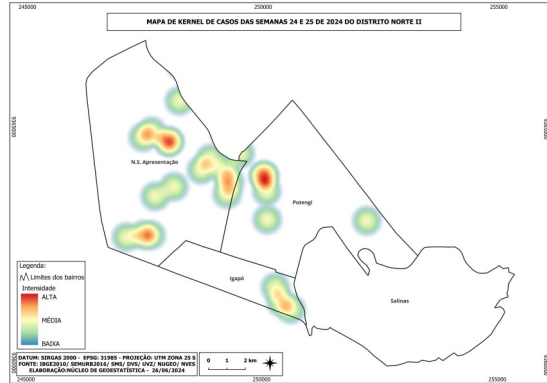 245000 250000 255000
MAPA DE KERNEL DE CASOS DAS SEMANAS 24 E 25 DE 2024 DO DISTRITO NORTE II
N.S. Apresentação
Potengi
Igapó
Salinas
Legenda:
Limites dos bairros
Intensidade
ALTA
MÉDIA
BAIXA
DATUM: SIRGAS 2000 - EPSG: 31985 - PROJEÇÃO: UTM ZONA 25 S
FONTE: IBGE2010/ SEMURB2016/ SMS/ DVS/ UVZ/ NUGEO/ NVES
ELABORAÇÃO:NÚCLEO DE GEOESTATÍSTICA - 26/06/2024
0 1 2 km
245000 250000 255000